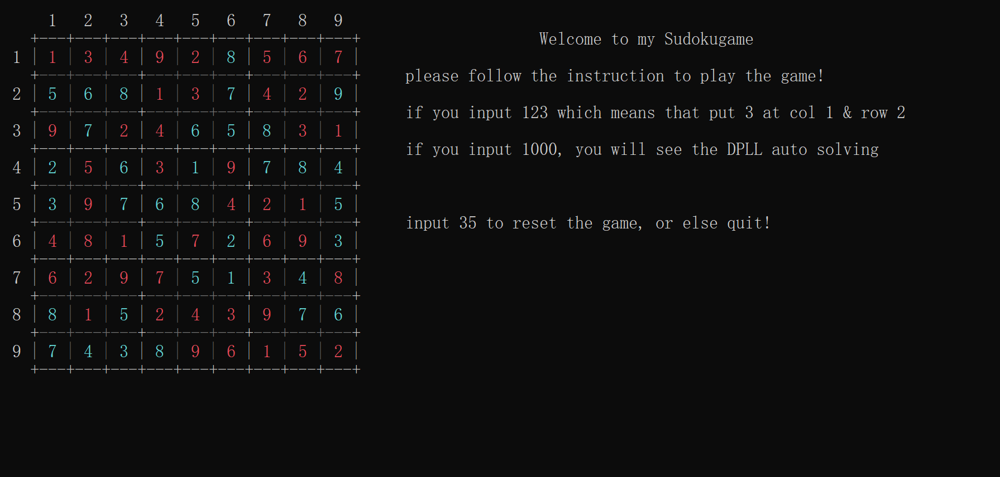 1 2 3 4 5 6 7 8 9
Welcome to my Sudokugame
1 | 1 | 3 | 4 | 9 | 2 | 8 | 5 | 6 | 7 |
please follow the instruction to play the game!
2 | 5 | 6 | 8 | 1 | 3 | 7 | 4 | 2 | 9 |
if you input 123 which means that put 3 at col 1 & row 2
3 | 9 | 7 | 2 | 4 | 6 | 5 | 8 | 3 | 1 |
if you input 1000, you will see the DPLL auto solving
4 | 2 | 5 | 6 | 3 | 1 | 9 | 7 | 8 | 4 |
5 | 3 | 9 | 7 | 6 | 8 | 4 | 2 | 1 | 5 |
input 35 to reset the game, or else quit!
6 | 4 | 8 | 1 | 5 | 7 | 2 | 6 | 9 | 3 |
7 | 6 | 2 | 9 | 7 | 5 | 1 | 3 | 4 | 8 |
8 | 8 | 1 | 5 | 2 | 4 | 3 | 9 | 7 | 6 |
9 | 7 | 4 | 3 | 8 | 9 | 6 | 1 | 5 | 2 |